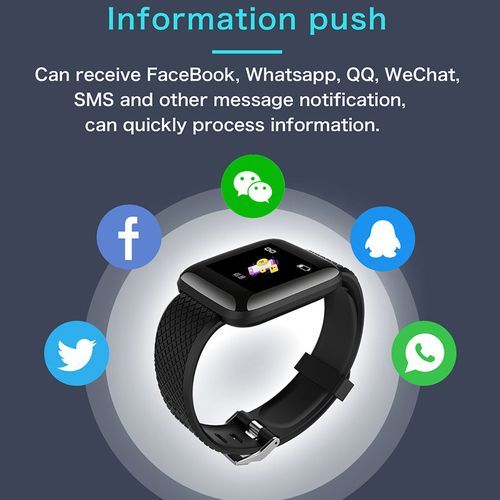 Information push
Can receive FaceBook, Whatsapp, QQ, WeChat,
SMS and other message notification,
can quickly process information.